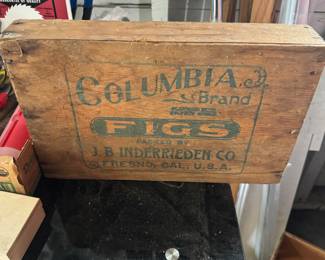 COLUMBIA
Brand
FIGS
PACKED BY
J.B. INDERRIEDEN CO
FRESNO, CAL., U.S.A.